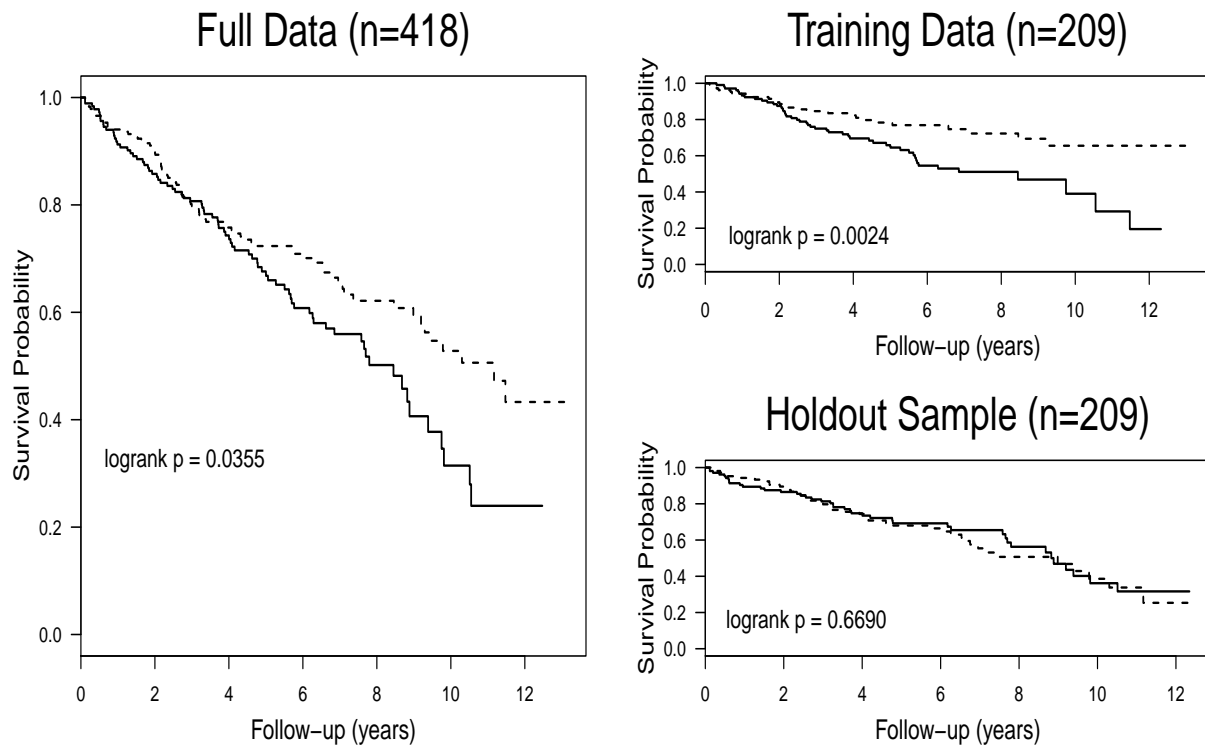 Full Data (n=418)
Survival Probability
1.0
0.8
0.6
0.4
0.2
0.0
logrank p = 0.0355
0 2 4 6 8 10 12
Follow−up (years)
Training Data (n=209)
Survival Probability
1.0
0.8
0.6
0.4
0.2
0.0
logrank p = 0.0024
0 2 4 6 8 10 12
Follow−up (years)
Holdout Sample (n=209)
Survival Probability
1.0
0.8
0.6
0.4
0.2
0.0
logrank p = 0.6690
0 2 4 6 8 10 12
Follow−up (years)